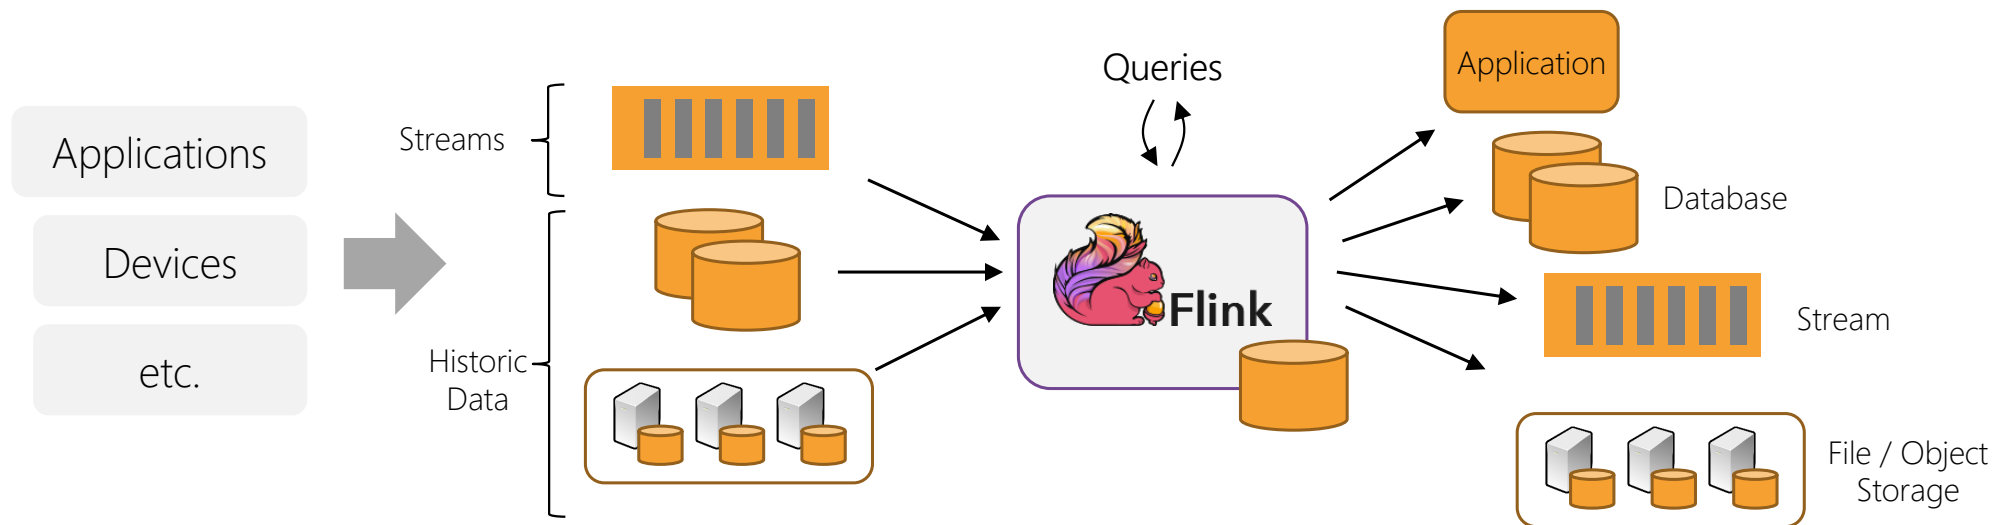 Applications
Devices
etc.
Streams
Historic
Data
Queries
Flink
Application
Database
Stream
File / Object
Storage